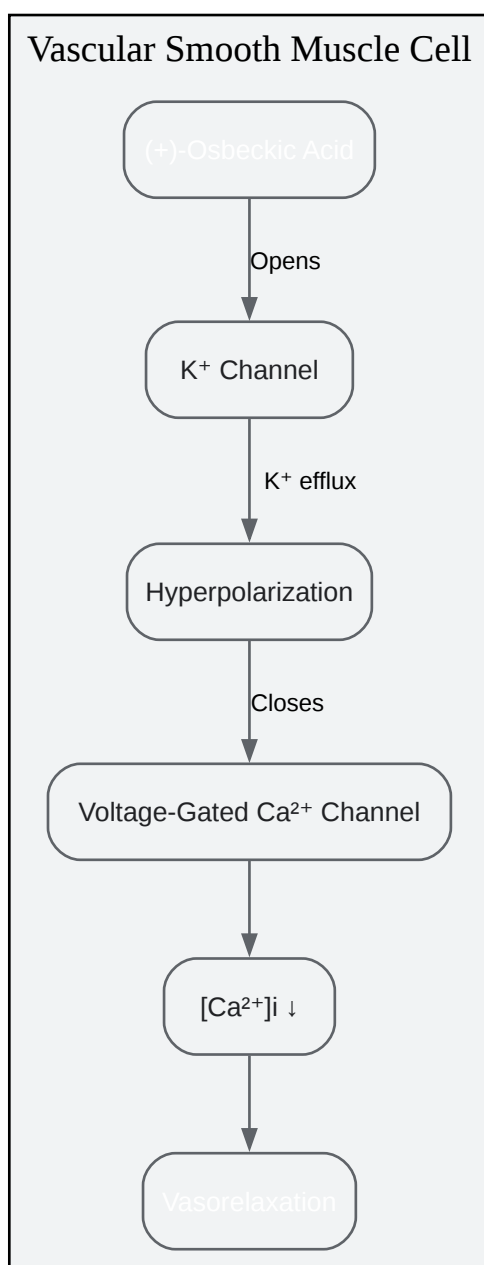 Vascular Smooth Muscle Cell
(+)-Osbeckic Acid
Opens
K⁺ Channel
K⁺ efflux
Hyperpolarization
Closes
Voltage-Gated Ca²⁺ Channel
[Ca²⁺]i ↓
Vasorelaxation